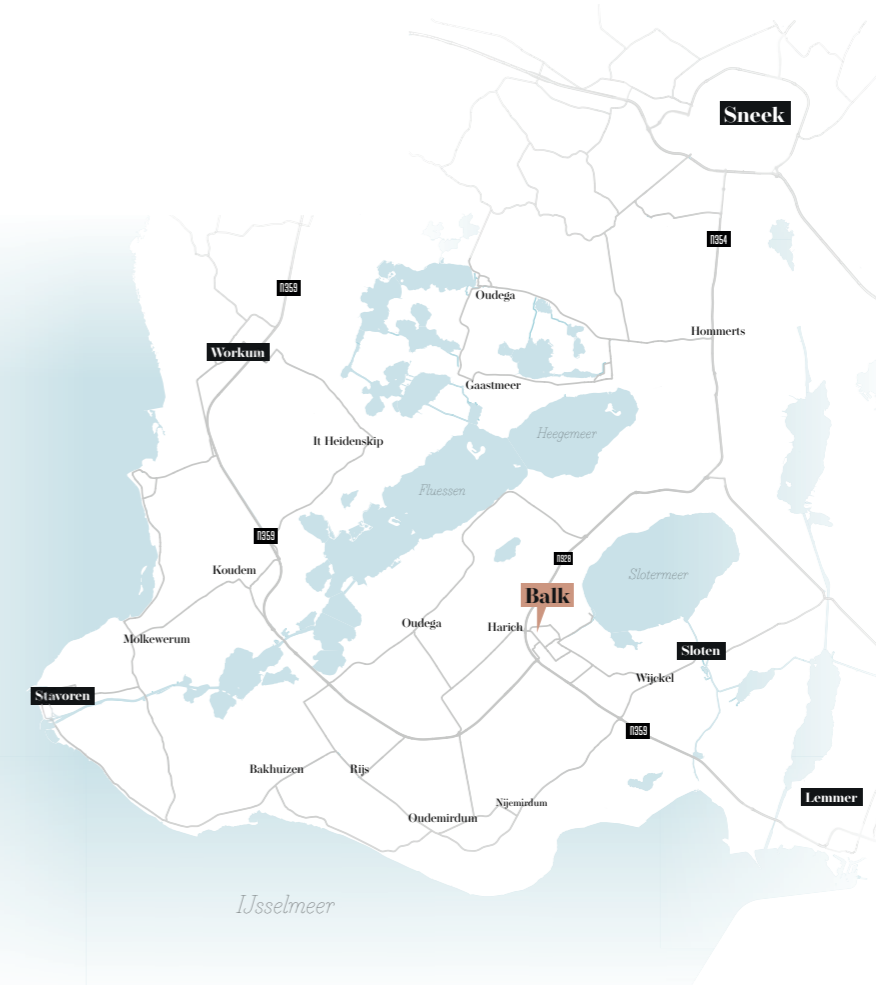 Sneek
N354
N359
Oudega
Hommerts
Workum
Gaastmeer
Heegemeer
It Heidenskip
Fluessen
N359
N928
Koudem
Slotermeer
Balk
Oudega
Harich
Molkewerum
Sloten
Wijckel
Stavoren
N359
Bakhuizen
Rijs
Lemmer
Nijemirdum
Oudemirdum
IJsselmeer